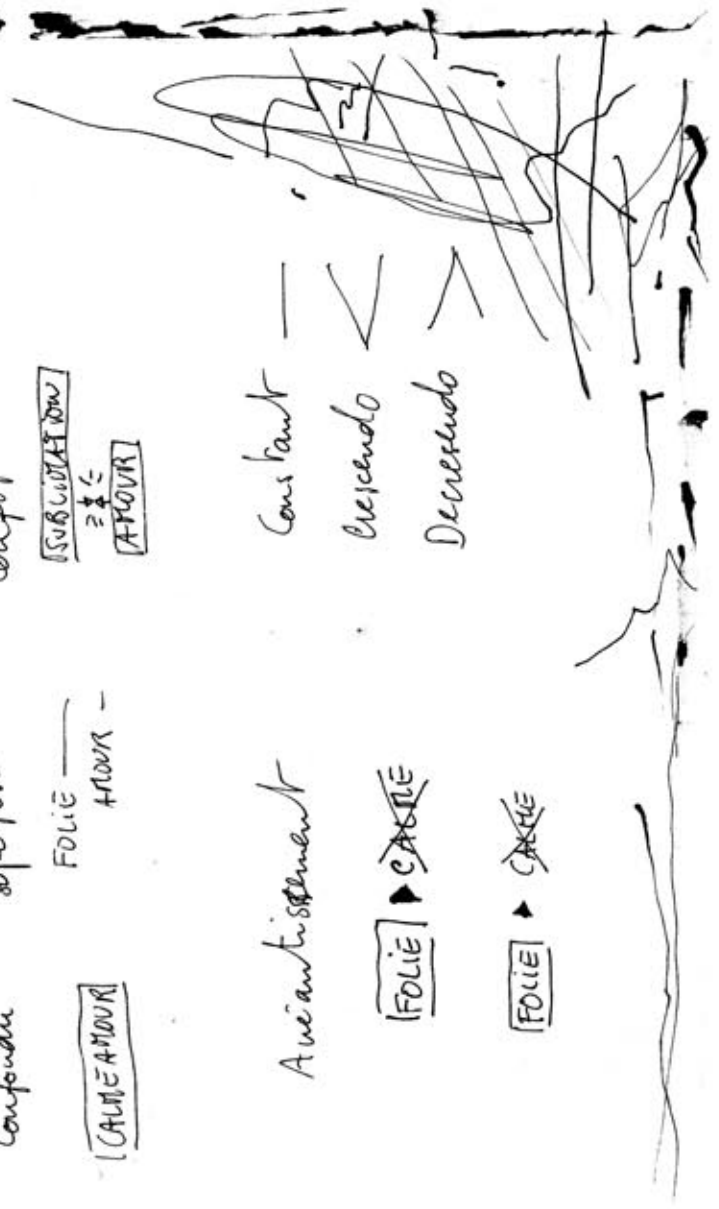 Confondu
FOLIE — SUBLIMATION
CALME AMOUR AMOUR – AMOUR
Anéantissement Constant —
FOLIE ▶ CALME Crescendo <
Decrescendo >
FOLIE ▶ CALME